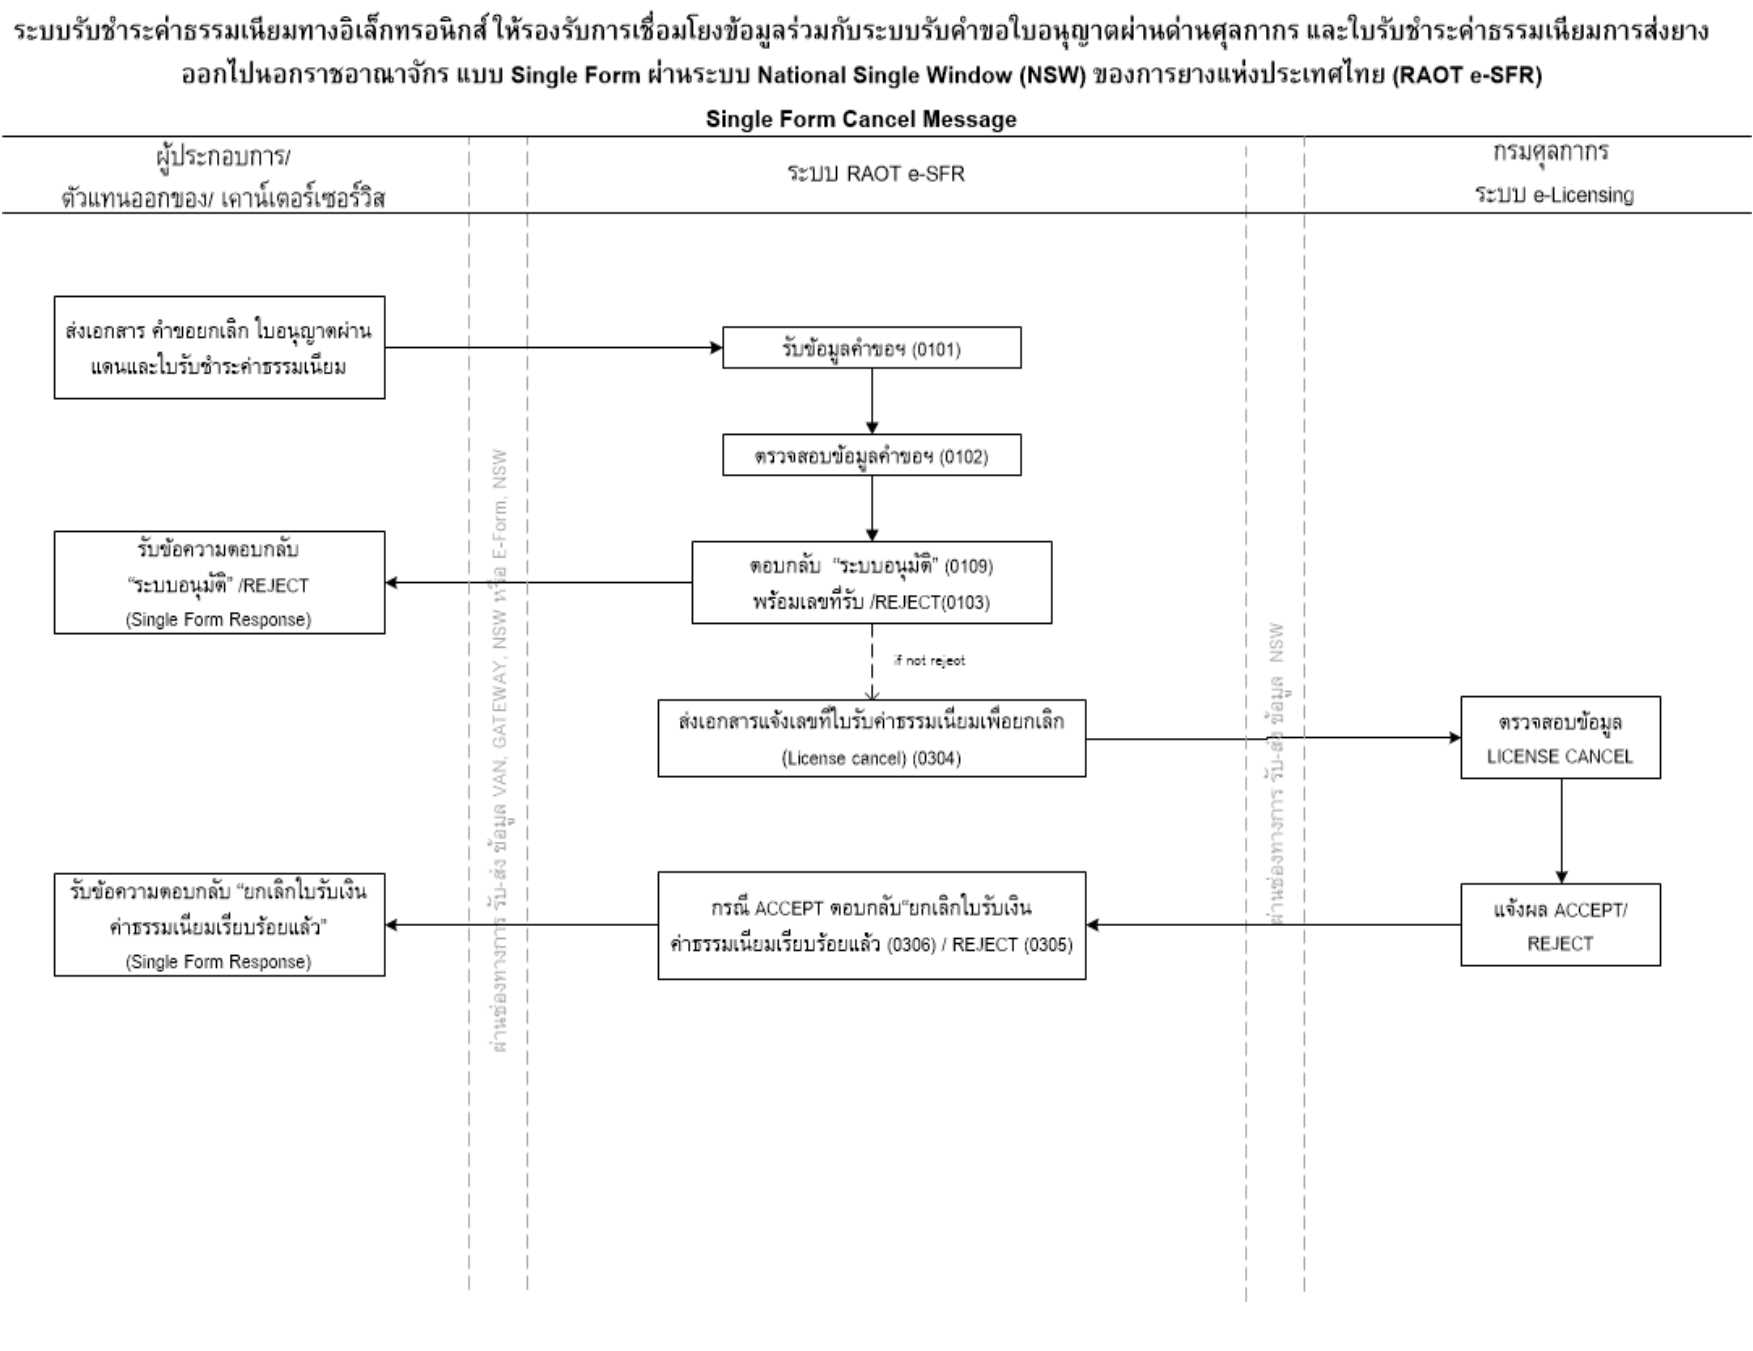 ระบบรับชำระค่าธรรมเนียมทางอิเล็กทรอนิกส์ ให้รองรับการเชื่อมโยงข้อมูลร่วมกับระบบรับคำขอใบอนุญาตผ่านด่านศุลกากร และใบรับชำระค่าธรรมเนียมการส่งยาง
ออกไปนอกราชอาณาจักร แบบ Single Form ผ่านระบบ National Single Window (NSW) ของการยางแห่งประเทศไทย (RAOT e-SFR)
Single Form Cancel Message
ผู้ประกอบการ/
ตัวแทนออกของ/ เคาน์เตอร์เซอร์วิส
ระบบ RAOT e-SFR
กรมศุลกากร
ระบบ e-Licensing
ส่งเอกสาร คำขอยกเลิก ใบอนุญาตผ่าน
แดนและใบรับชำระค่าธรรมเนียม
รับข้อมูลคำขอฯ (0101)
ตรวจสอบข้อมูลคำขอฯ (0102)
รับข้อความตอบกลับ
“ระบบอนุมัติ” /REJECT
(Single Form Response)
ตอบกลับ “ระบบอนุมัติ” (0109)
พร้อมเลขที่รับ /REJECT(0103)
if not reject
ส่งเอกสารแจ้งเลขที่ใบรับค่าธรรมเนียมเพื่อยกเลิก
(License cancel) (0304)
ตรวจสอบข้อมูล
LICENSE CANCEL
รับข้อความตอบกลับ “ยกเลิกใบรับเงิน
ค่าธรรมเนียมเรียบร้อยแล้ว”
(Single Form Response)
กรณี ACCEPT ตอบกลับ“ยกเลิกใบรับเงิน
ค่าธรรมเนียมเรียบร้อยแล้ว (0306) / REJECT (0305)
แจ้งผล ACCEPT/
REJECT
ผ่านช่องทางการ รับ-ส่ง ข้อมูล VAN, GATEWAY, NSW หรือ E-Form, NSW
ผ่านช่องทางการ รับ-ส่ง ข้อมูล NSW